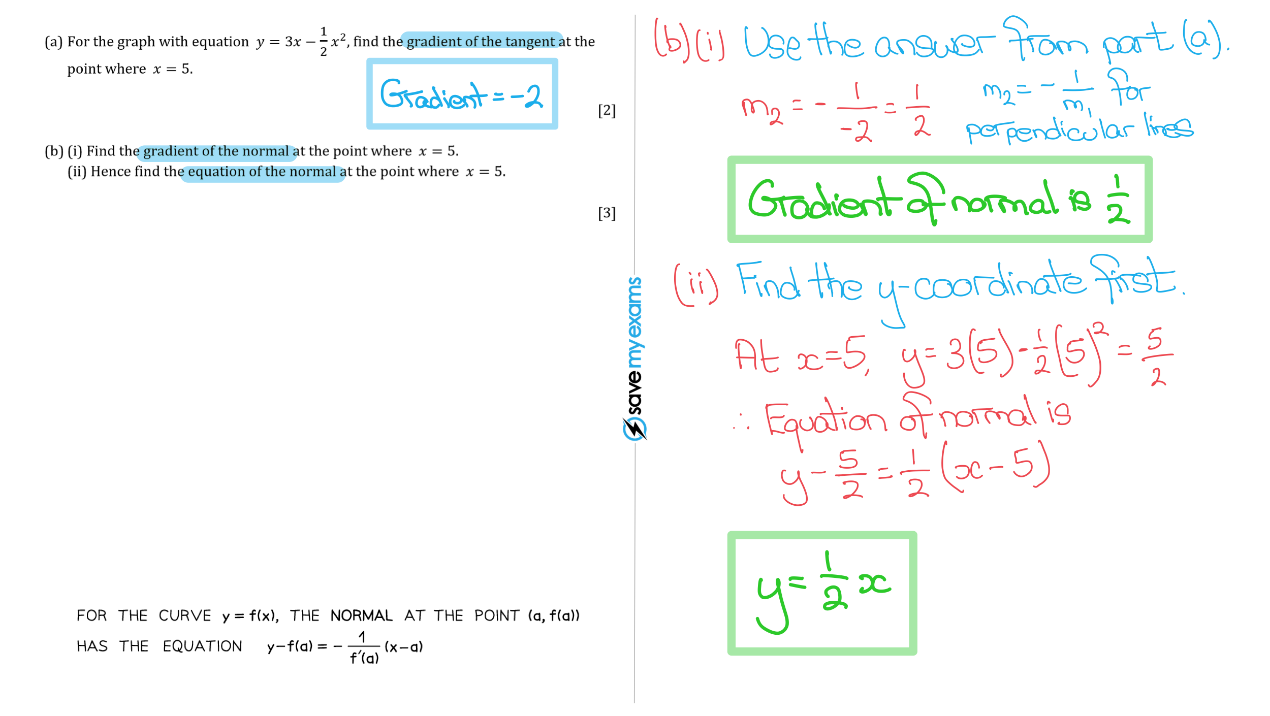 (a) For the graph with equation y = 3x − 1/2 x², find the gradient of the tangent at the
point where x = 5.
Gradient = −2
[2]
(b) (i) Find the gradient of the normal at the point where x = 5.
(ii) Hence find the equation of the normal at the point where x = 5.
[3]
FOR THE CURVE y = f(x), THE NORMAL AT THE POINT (a, f(a))
HAS THE EQUATION y−f(a) = − 1/f′(a) (x−a)
save my exams
(b)(i) Use the answer from part (a).
m₂ = − 1/−2 = 1/2
m₂ = − 1/m₁ for
perpendicular lines
Gradient of normal is 1/2
(ii) Find the y-coordinate first.
At x=5, y= 3(5) − 1/2(5)² = 5/2
∴ Equation of normal is
y − 5/2 = 1/2 (x − 5)
y = 1/2 x